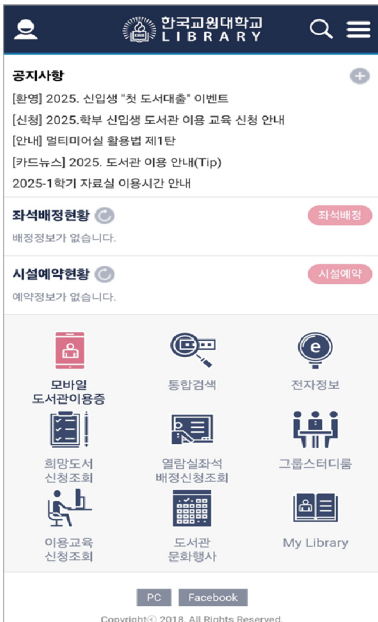 한국교원대학교
LIBRARY
공지사항
[환영] 2025. 신입생 "첫 도서대출" 이벤트
[신청] 2025.학부 신입생 도서관 이용 교육 신청 안내
[안내] 멀티미어실 활용법 제1탄
[카드뉴스] 2025. 도서관 이용 안내(Tip)
2025-1학기 자료실 이용시간 안내
좌석배정현황 좌석배정
배정정보가 없습니다.
시설예약현황 시설예약
예약정보가 없습니다.
모바일
도서관이용증
통합검색
전자정보
희망도서
신청조회
열람실좌석
배정신청조회
그룹스터디룸
이용교육
신청조회
도서관
문화행사
My Library
PC Facebook
Copyrightⓒ 2018. All Rights Reserved.